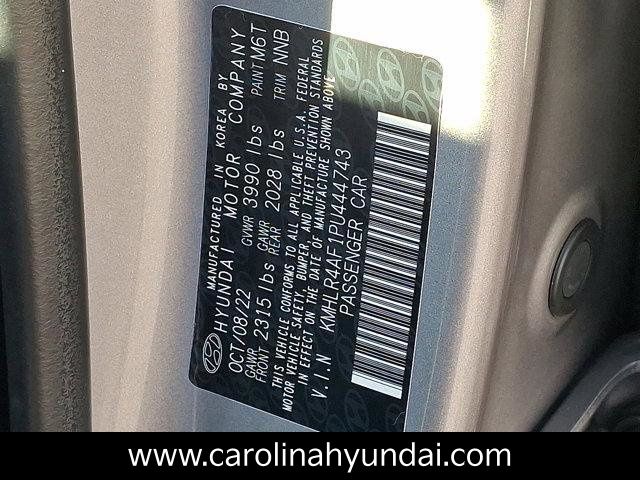 MANUFACTURED IN KOREA BY
HYUNDAI MOTOR COMPANY
OCT/08/22 GVWR 3990 lbs PAINT M6T
GAWR FRONT 2315 lbs GAWR REAR 2028 lbs TRIM NNB
THIS VEHICLE CONFORMS TO ALL APPLICABLE U.S.A. FEDERAL
MOTOR VEHICLE SAFETY, BUMPER, AND THEFT PREVENTION STANDARDS
IN EFFECT ON THE DATE OF MANUFACTURE SHOWN ABOVE
V.I.N KMHLR4AF1PU444743
PASSENGER CAR
www.carolinahyundai.com